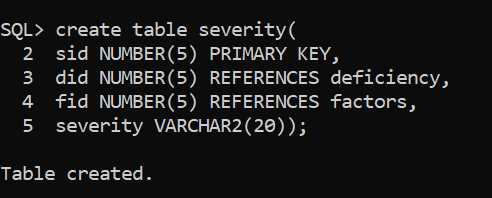 SQL> create table severity(
  2  sid NUMBER(5) PRIMARY KEY,
  3  did NUMBER(5) REFERENCES deficiency,
  4  fid NUMBER(5) REFERENCES factors,
  5  severity VARCHAR2(20));
Table created.